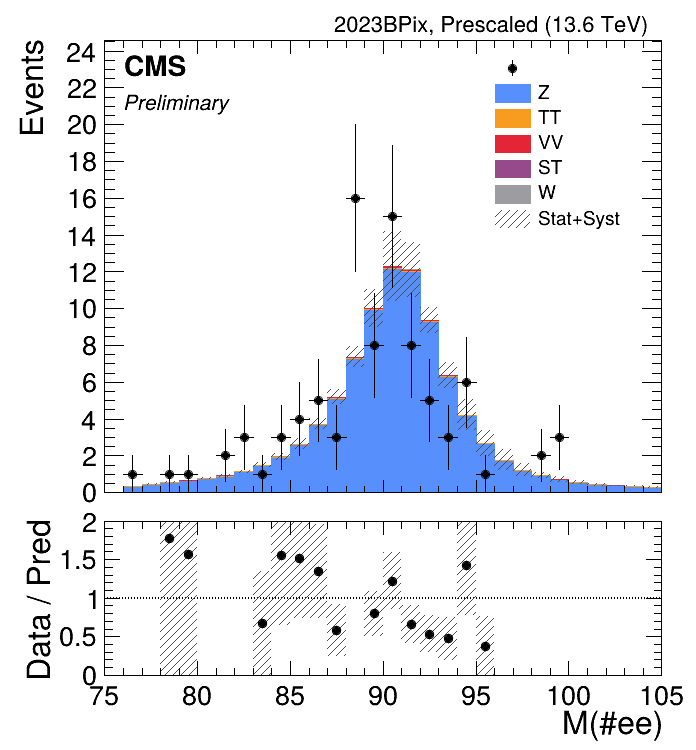 2023BPix, Prescaled (13.6 TeV)
CMS
Preliminary
Events
24
22
20
18
16
14
12
10
8
6
4
2
0
Z
TT
VV
ST
W
Stat+Syst
Data / Pred
2
1.5
1
0.5
0
75 80 85 90 95 100 105
M(#ee)